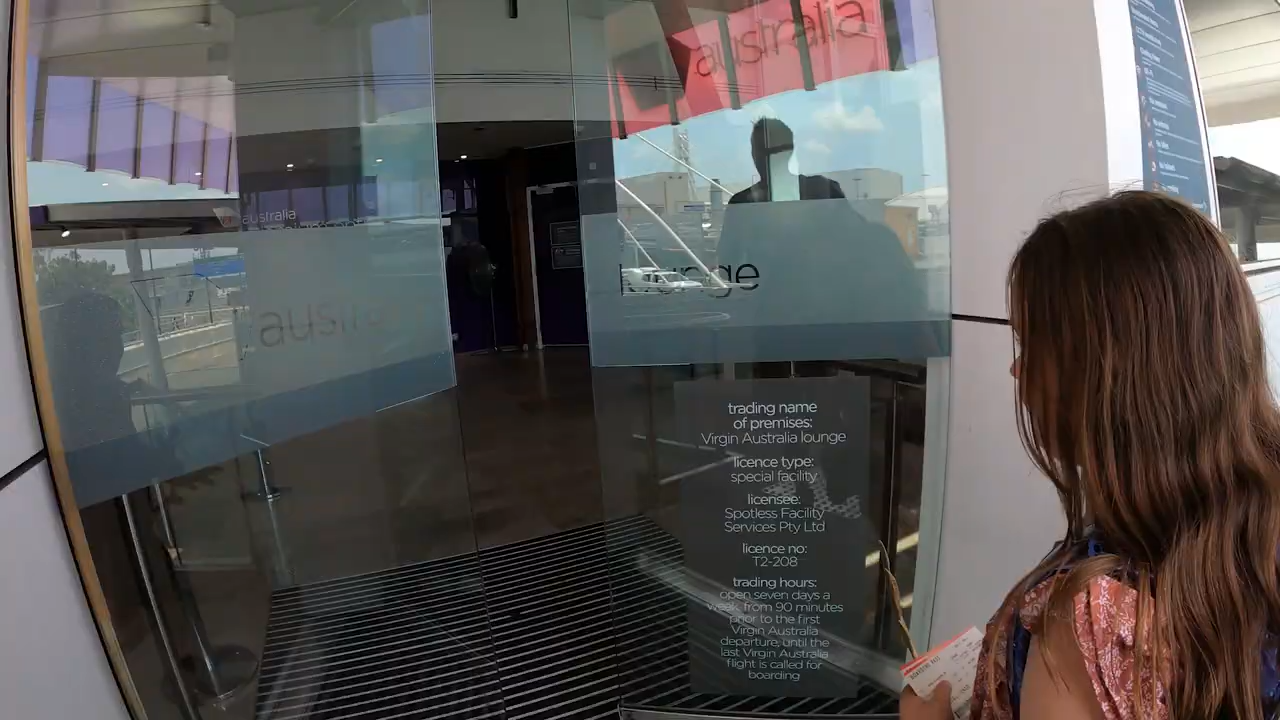 australia
australia
lounge
trading name
of premises:
Virgin Australia lounge
licence type:
special facility
licensee:
Spotless Facility
Services Pty Ltd
licence no:
T2-208
trading hours:
open seven days a
week from 90 minutes
prior to the first
Virgin Australia
departure, until the
last Virgin Australia
flight is called for
boarding
BOARDING PASS